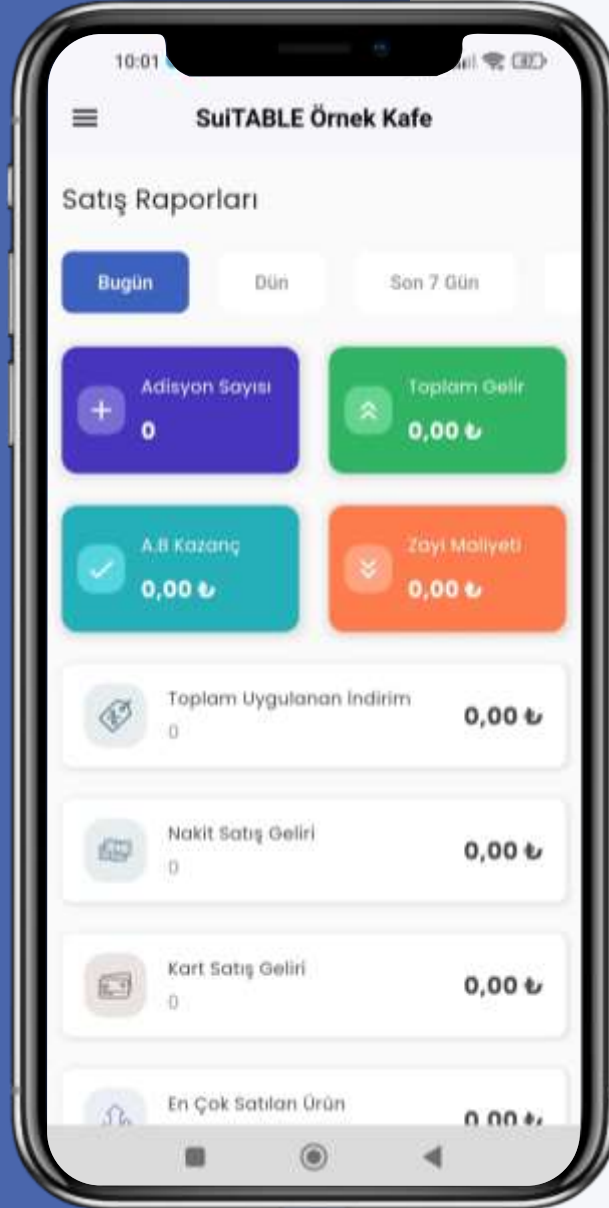 10:01
SuiTABLE Örnek Kafe
Satış Raporları
Bugün
Dün
Son 7 Gün
Adisyon Sayısı
0
Toplam Gelir
0,00 ₺
A.B Kazanç
0,00 ₺
Zayi Maliyeti
0,00 ₺
Toplam Uygulanan İndirim
0
0,00 ₺
Nakit Satış Geliri
0
0,00 ₺
Kart Satış Geliri
0
0,00 ₺
En Çok Satılan Ürün
0,00 ₺